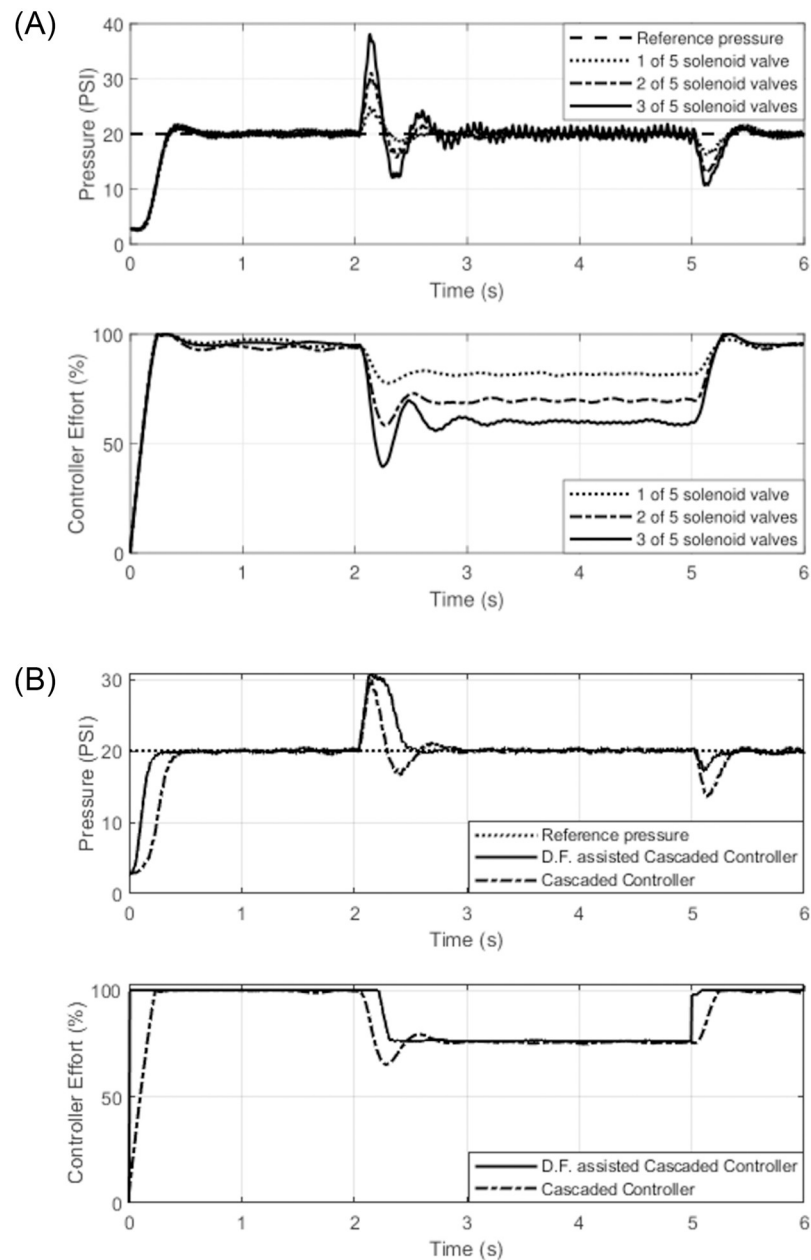 (A)
40
30
20
10
0
Pressure (PSI)
Reference pressure
1 of 5 solenoid valve
2 of 5 solenoid valves
3 of 5 solenoid valves
0 1 2 3 4 5 6
Time (s)
100
50
0
Controller Effort (%)
1 of 5 solenoid valve
2 of 5 solenoid valves
3 of 5 solenoid valves
0 1 2 3 4 5 6
Time (s)
(B)
30
20
10
0
Pressure (PSI)
Reference pressure
D.F. assisted Cascaded Controller
Cascaded Controller
0 1 2 3 4 5 6
Time (s)
100
50
0
Controller Effort (%)
D.F. assisted Cascaded Controller
Cascaded Controller
0 1 2 3 4 5 6
Time (s)